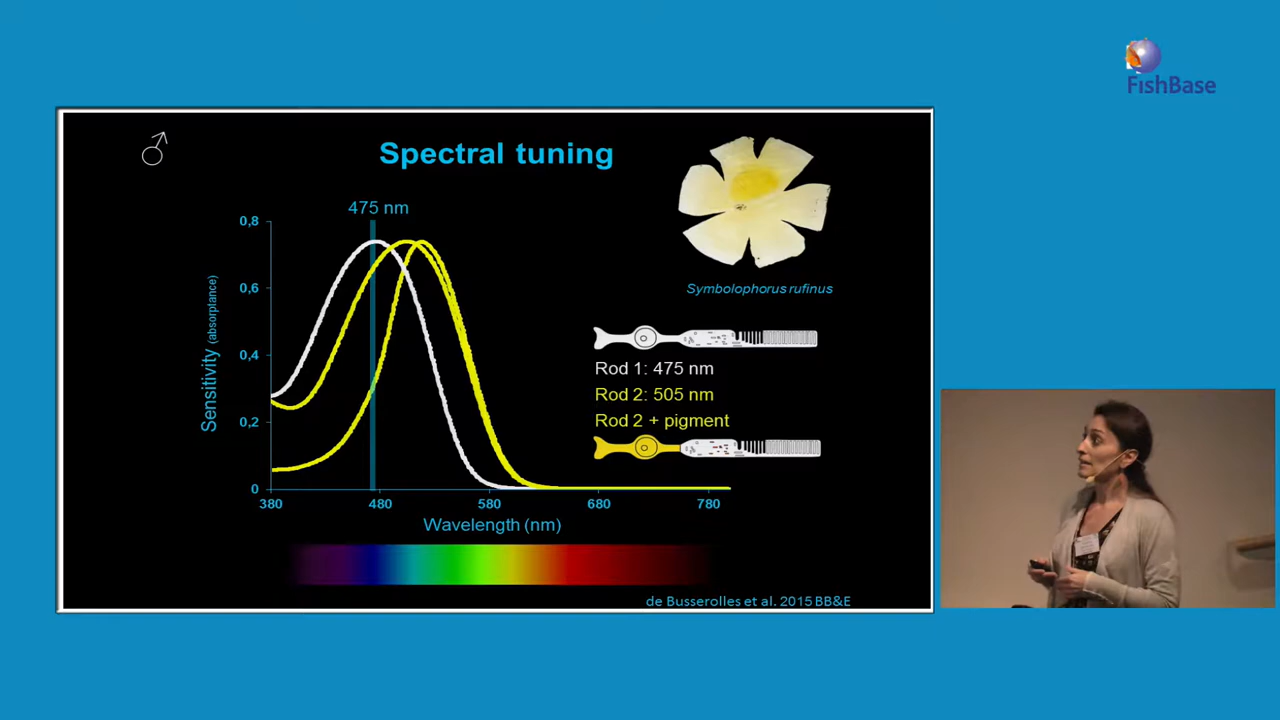 FishBase
♂
Spectral tuning
475 nm
0,8
0,6
0,4
0,2
0
Sensitivity (absorptance)
380
480
580
680
780
Wavelength (nm)
Symbolophorus rufinus
Rod 1: 475 nm
Rod 2: 505 nm
Rod 2 + pigment
de Busserolles et al. 2015 BB&E